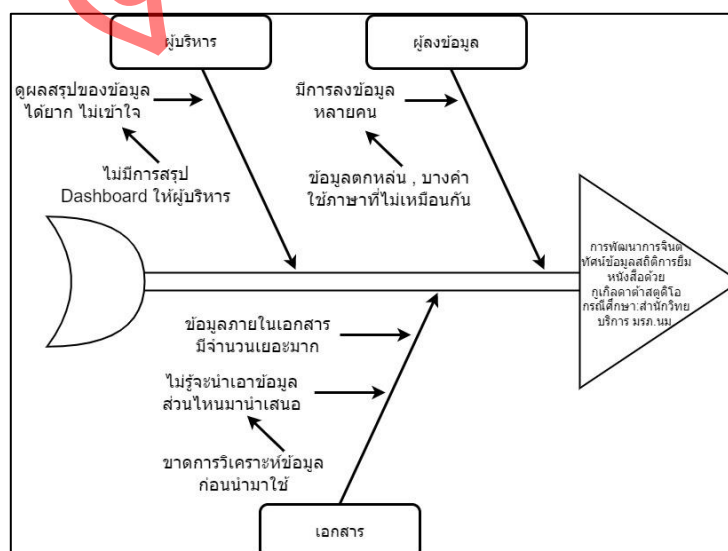 ผู้บริหาร
ผู้ลงข้อมูล
ดูผลสรุปของข้อมูล
ได้ยาก ไม่เข้าใจ
มีการลงข้อมูล
หลายคน
ไม่มีการสรุป
Dashboard ให้ผู้บริหาร
ข้อมูลตกหล่น , บางคำ
ใช้ภาษาที่ไม่เหมือนกัน
การพัฒนาการจินต
ทัศน์ข้อมูลสถิติการยืม
หนังสือด้วย
กูเกิลดาต้าสตูดิโอ
กรณีศึกษา:สำนักวิทย
บริการ มรภ.นม
ข้อมูลภายในเอกสาร
มีจำนวนเยอะมาก
ไม่รู้จะนำเอาข้อมูล
ส่วนไหนมานำเสนอ
ขาดการวิเคราะห์ข้อมูล
ก่อนนำมาใช้
เอกสาร